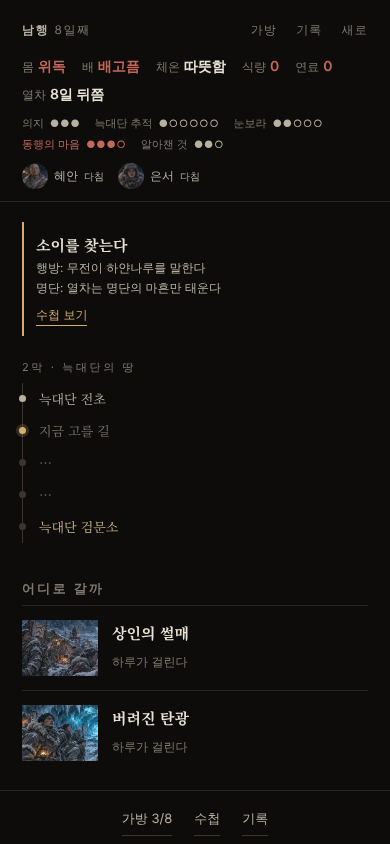 남행 8일째 가방 기록 새로
몸 위독 배 배고픔 체온 따뜻함 식량 0 연료 0
열차 8일 뒤쯤
의지 늑대단 추적 눈보라
동행의 마음 알아챈 것
혜안 다침 은서 다침
소이를 찾는다
행방: 무전이 하얀나루를 말한다
명단: 열차는 명단의 마흔만 태운다
수첩 보기
2막 · 늑대단의 땅
늑대단 전초
지금 고를 길
…
…
늑대단 검문소
어디로 갈까
상인의 썰매
하루가 걸린다
버려진 탄광
하루가 걸린다
가방 3/8 수첩 기록